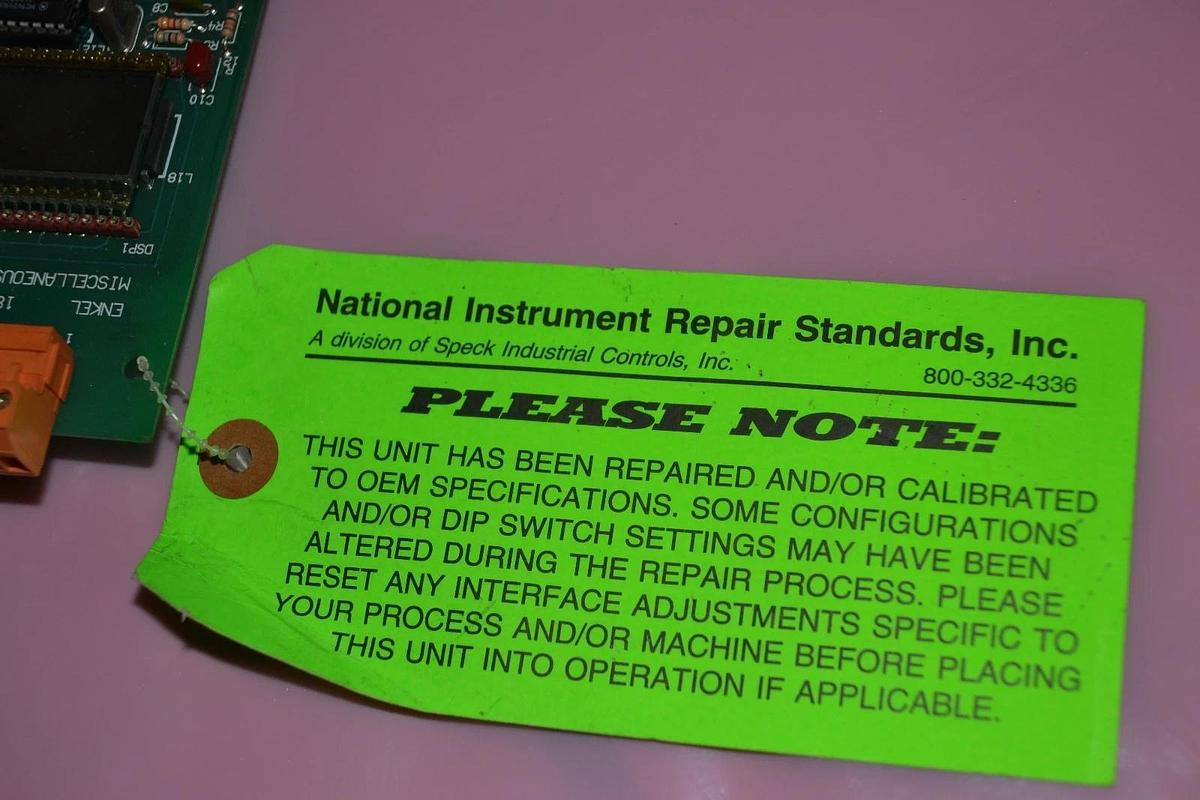 C8
R4
C10
L18
DSP1
MISCELLANEOUS
ENKEL
1
National Instrument Repair Standards, Inc.
A division of Speck Industrial Controls, Inc.
800-332-4336
PLEASE NOTE:
THIS UNIT HAS BEEN REPAIRED AND/OR CALIBRATED
TO OEM SPECIFICATIONS. SOME CONFIGURATIONS
AND/OR DIP SWITCH SETTINGS MAY HAVE BEEN
ALTERED DURING THE REPAIR PROCESS. PLEASE
RESET ANY INTERFACE ADJUSTMENTS SPECIFIC TO
YOUR PROCESS AND/OR MACHINE BEFORE PLACING
THIS UNIT INTO OPERATION IF APPLICABLE.